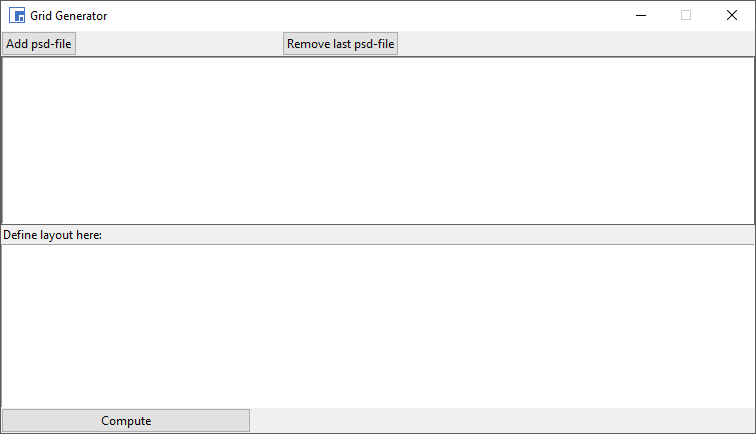 Grid Generator
Add psd-file Remove last psd-file
Define layout here:
Compute